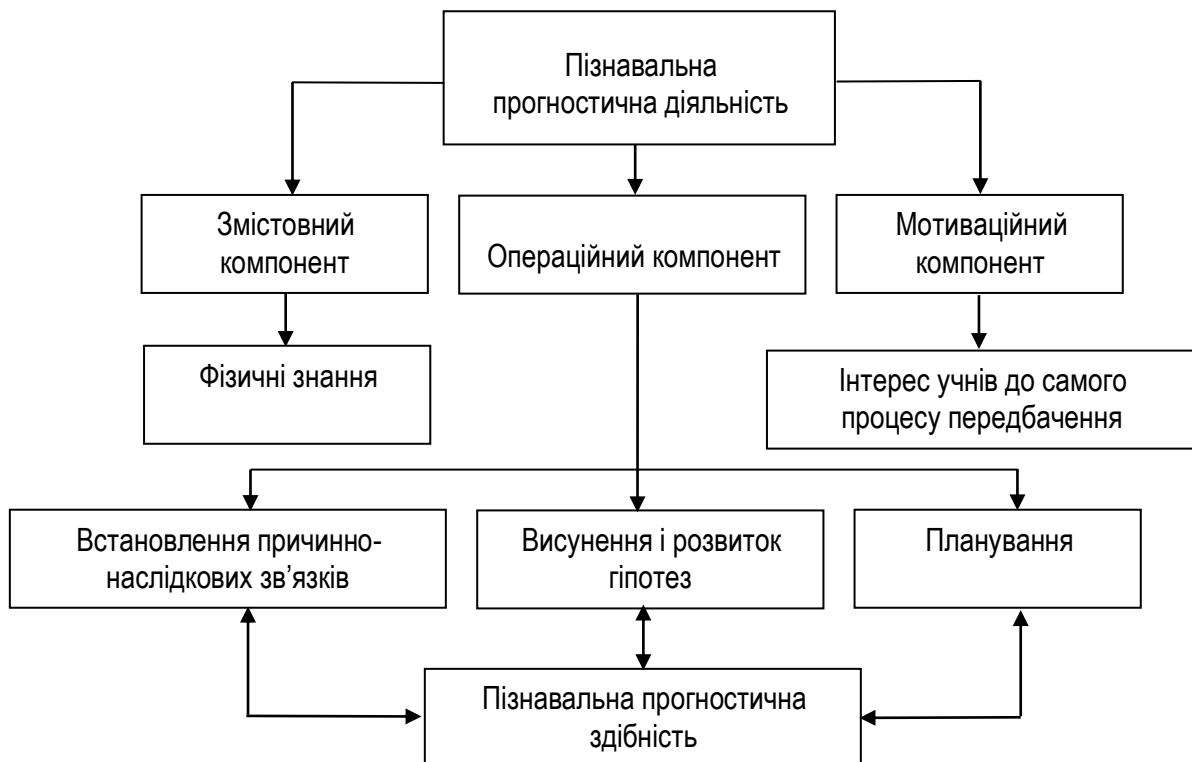 Пізнавальна
прогностична діяльність
Змістовний
компонент
Операційний компонент
Мотиваційний
компонент
Фізичні знання
Інтерес учнів до самого
процесу передбачення
Встановлення причинно-
наслідкових зв’язків
Висунення і розвиток
гіпотез
Планування
Пізнавальна прогностична
здібність